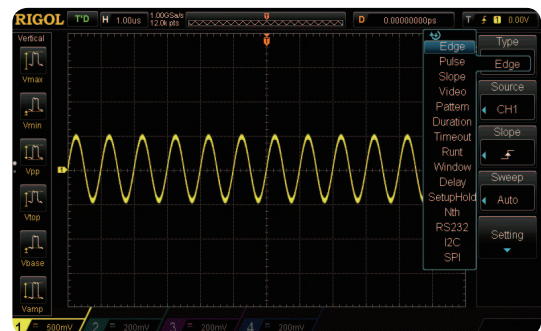 RIGOL T'D H 1.00us 1.00GSa/s 12.0k pts D 0.00000000ps T 1 0.00V
Vertical
Vmax
Vmin
Vpp
Vtop
Vbase
Vamp
1
Edge
Pulse
Slope
Video
Pattern
Duration
Timeout
Runt
Window
Delay
SetupHold
Nth
RS232
I2C
SPI
Type
Edge
Source
CH1
Slope
Sweep
Auto
Setting
1 = 500mV 2 = 200mV 3 = 200mV 4 = 200mV